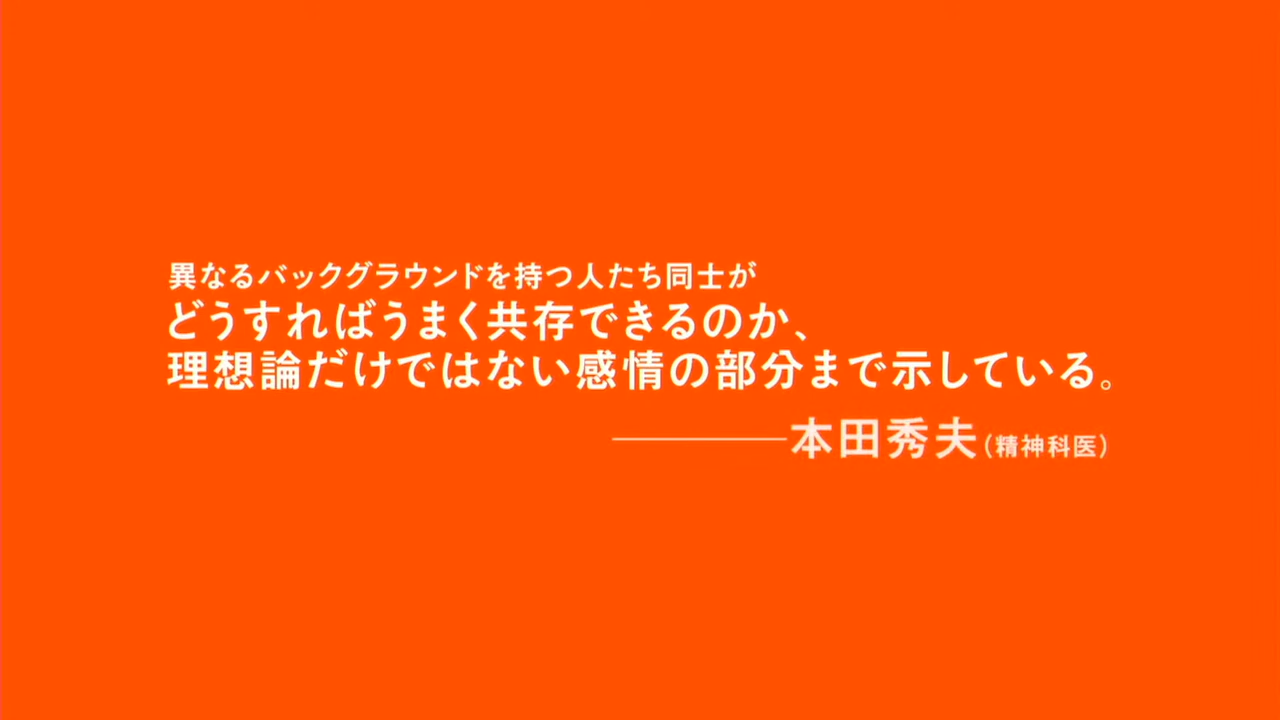 異なるバックグラウンドを持つ人たち同士が
どうすればうまく共存できるのか、
理想論だけではない感情の部分まで示している。
――本田秀夫（精神科医）